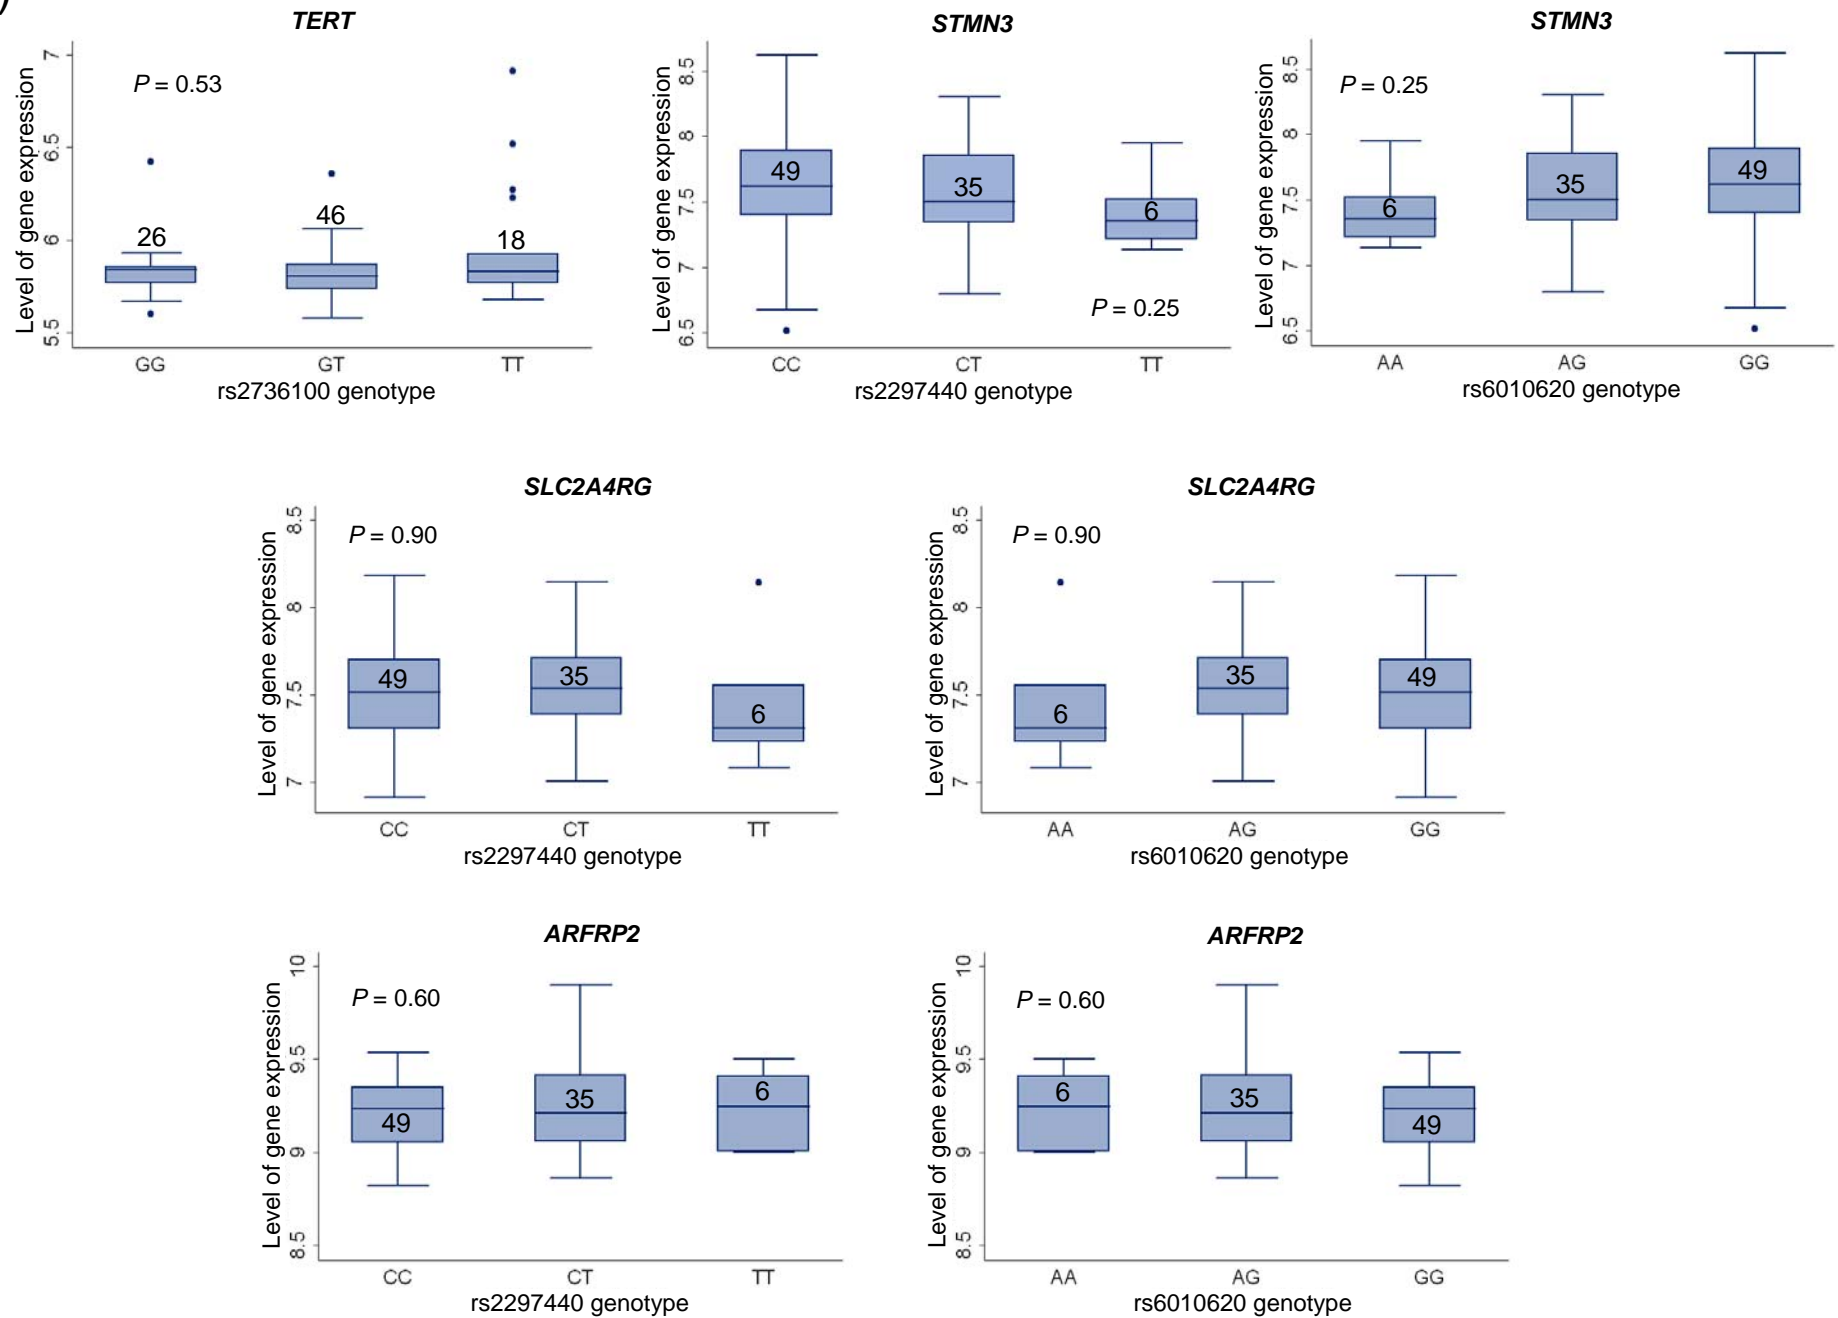 )
TERT
Level of gene expression
7
6.5
6
5.5
P = 0.53
26
46
18
GG
GT
TT
rs2736100 genotype
STMN3
Level of gene expression
8.5
8
7.5
7
6.5
49
35
6
P = 0.25
CC
CT
TT
rs2297440 genotype
STMN3
Level of gene expression
8.5
8
7.5
7
6.5
P = 0.25
6
35
49
AA
AG
GG
rs6010620 genotype
SLC2A4RG
Level of gene expression
8.5
8
7.5
7
P = 0.90
49
35
6
CC
CT
TT
rs2297440 genotype
SLC2A4RG
Level of gene expression
8.5
8
7.5
7
P = 0.90
6
35
49
AA
AG
GG
rs6010620 genotype
ARFRP2
Level of gene expression
10
9.5
9
8.5
P = 0.60
49
35
6
CC
CT
TT
rs2297440 genotype
ARFRP2
Level of gene expression
10
9.5
9
8.5
P = 0.60
6
35
49
AA
AG
GG
rs6010620 genotype